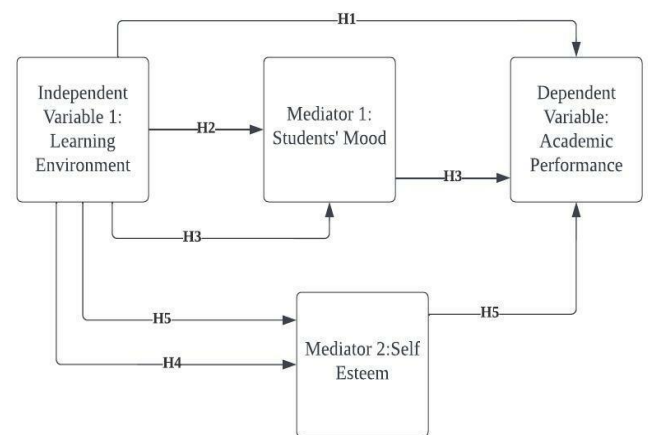 H1
Independent
Variable 1:
Learning
Environment
H2
Mediator 1:
Students' Mood
H3
Dependent
Variable:
Academic
Performance
H3
H5
H4
Mediator 2:Self
Esteem
H5